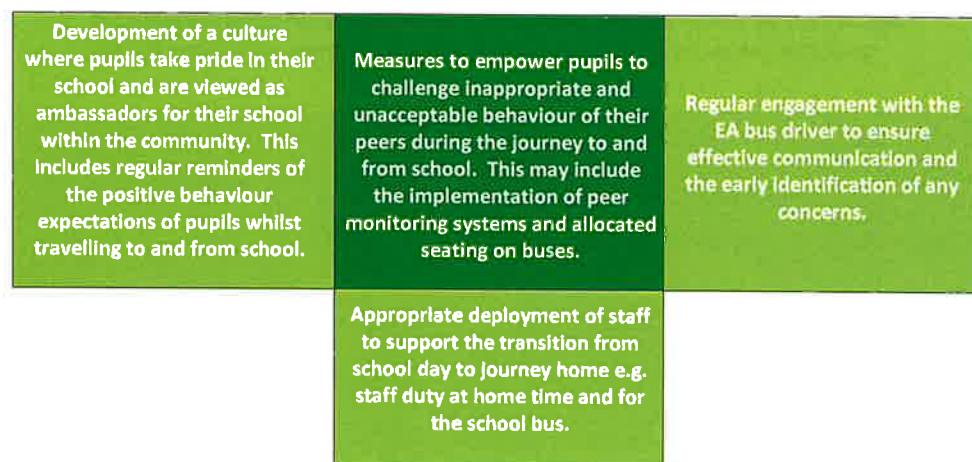 Development of a culture
where pupils take pride in their
school and are viewed as
ambassadors for their school
within the community. This
includes regular reminders of
the positive behaviour
expectations of pupils whilst
travelling to and from school.
Measures to empower pupils to
challenge inappropriate and
unacceptable behaviour of their
peers during the journey to and
from school. This may include
the implementation of peer
monitoring systems and allocated
seating on buses.
Regular engagement with the
EA bus driver to ensure
effective communication and
the early identification of any
concerns.
Appropriate deployment of staff
to support the transition from
school day to journey home e.g.
staff duty at home time and for
the school bus.